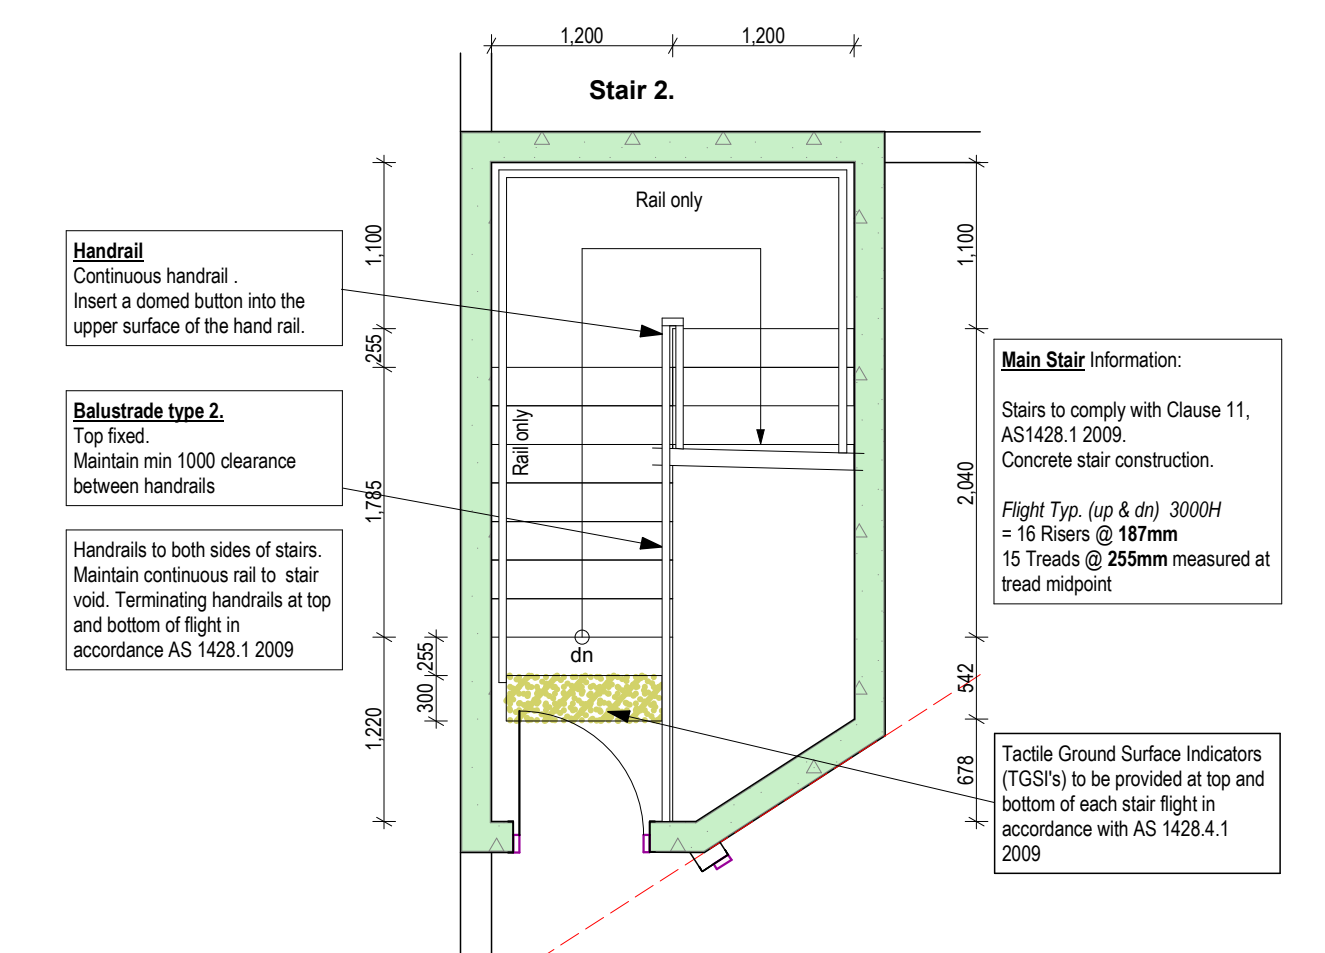 1,200
1,200
Stair 2.
Rail only
1,100
1,100
Handrail
Continuous handrail .
Insert a domed button into the
upper surface of the hand rail.
255
Balustrade type 2.
Top fixed.
Maintain min 1000 clearance
between handrails
1,785
Rail only
Handrails to both sides of stairs.
Maintain continuous rail to  stair
void. Terminating handrails at top
and bottom of flight in
accordance AS 1428.1 2009
Main Stair Information:
Stairs to comply with Clause 11,
AS1428.1 2009.
Concrete stair construction.
Flight Typ. (up & dn)  3000H
= 16 Risers @ 187mm
15 Treads @ 255mm measured at
tread midpoint
2,040
dn
255
300
1,220
542
678
Tactile Ground Surface Indicators
(TGSI's) to be provided at top and
bottom of each stair flight in
accordance with AS 1428.4.1
2009